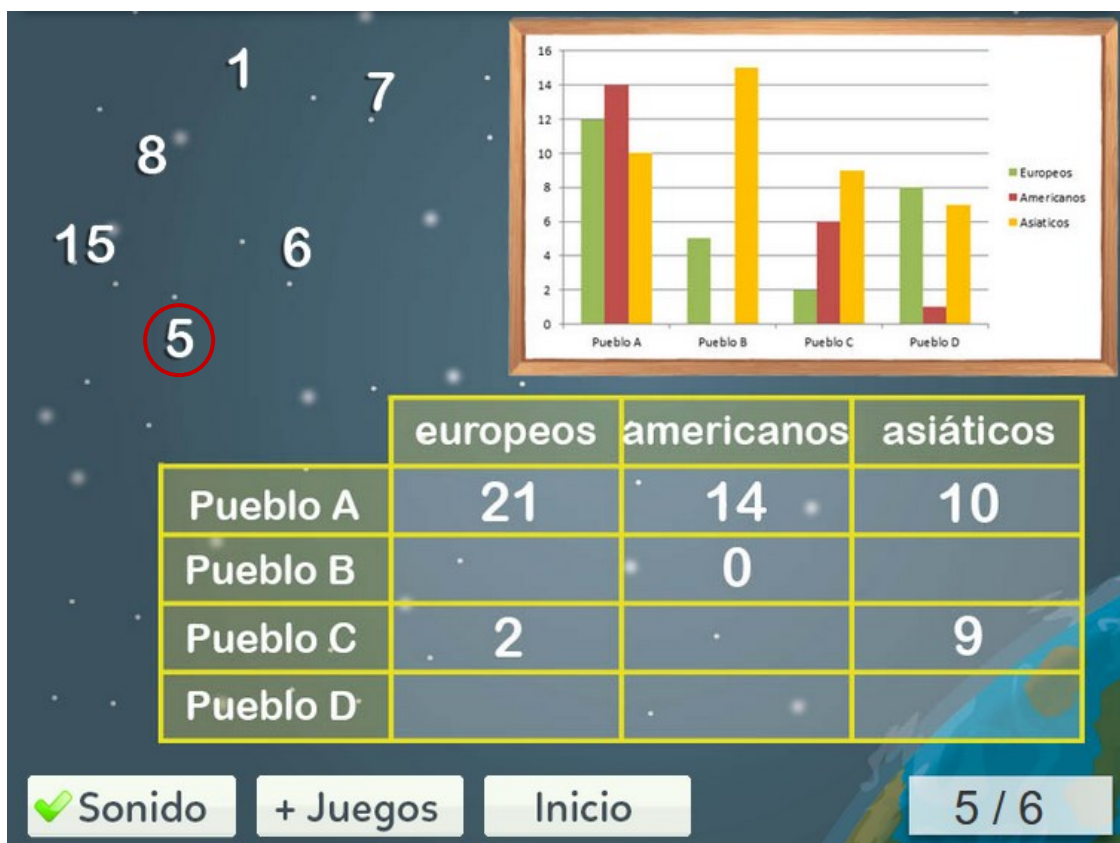 1
7
8
15
6
5
16
14
12
10
8
6
4
2
0
Pueblo A Pueblo B Pueblo C Pueblo D
Europeos
Americanos
Asiaticos
europeos americanos asiáticos
Pueblo A 21 14 10
Pueblo B 0
Pueblo C 2 9
Pueblo D
Sonido + Juegos Inicio 5 / 6